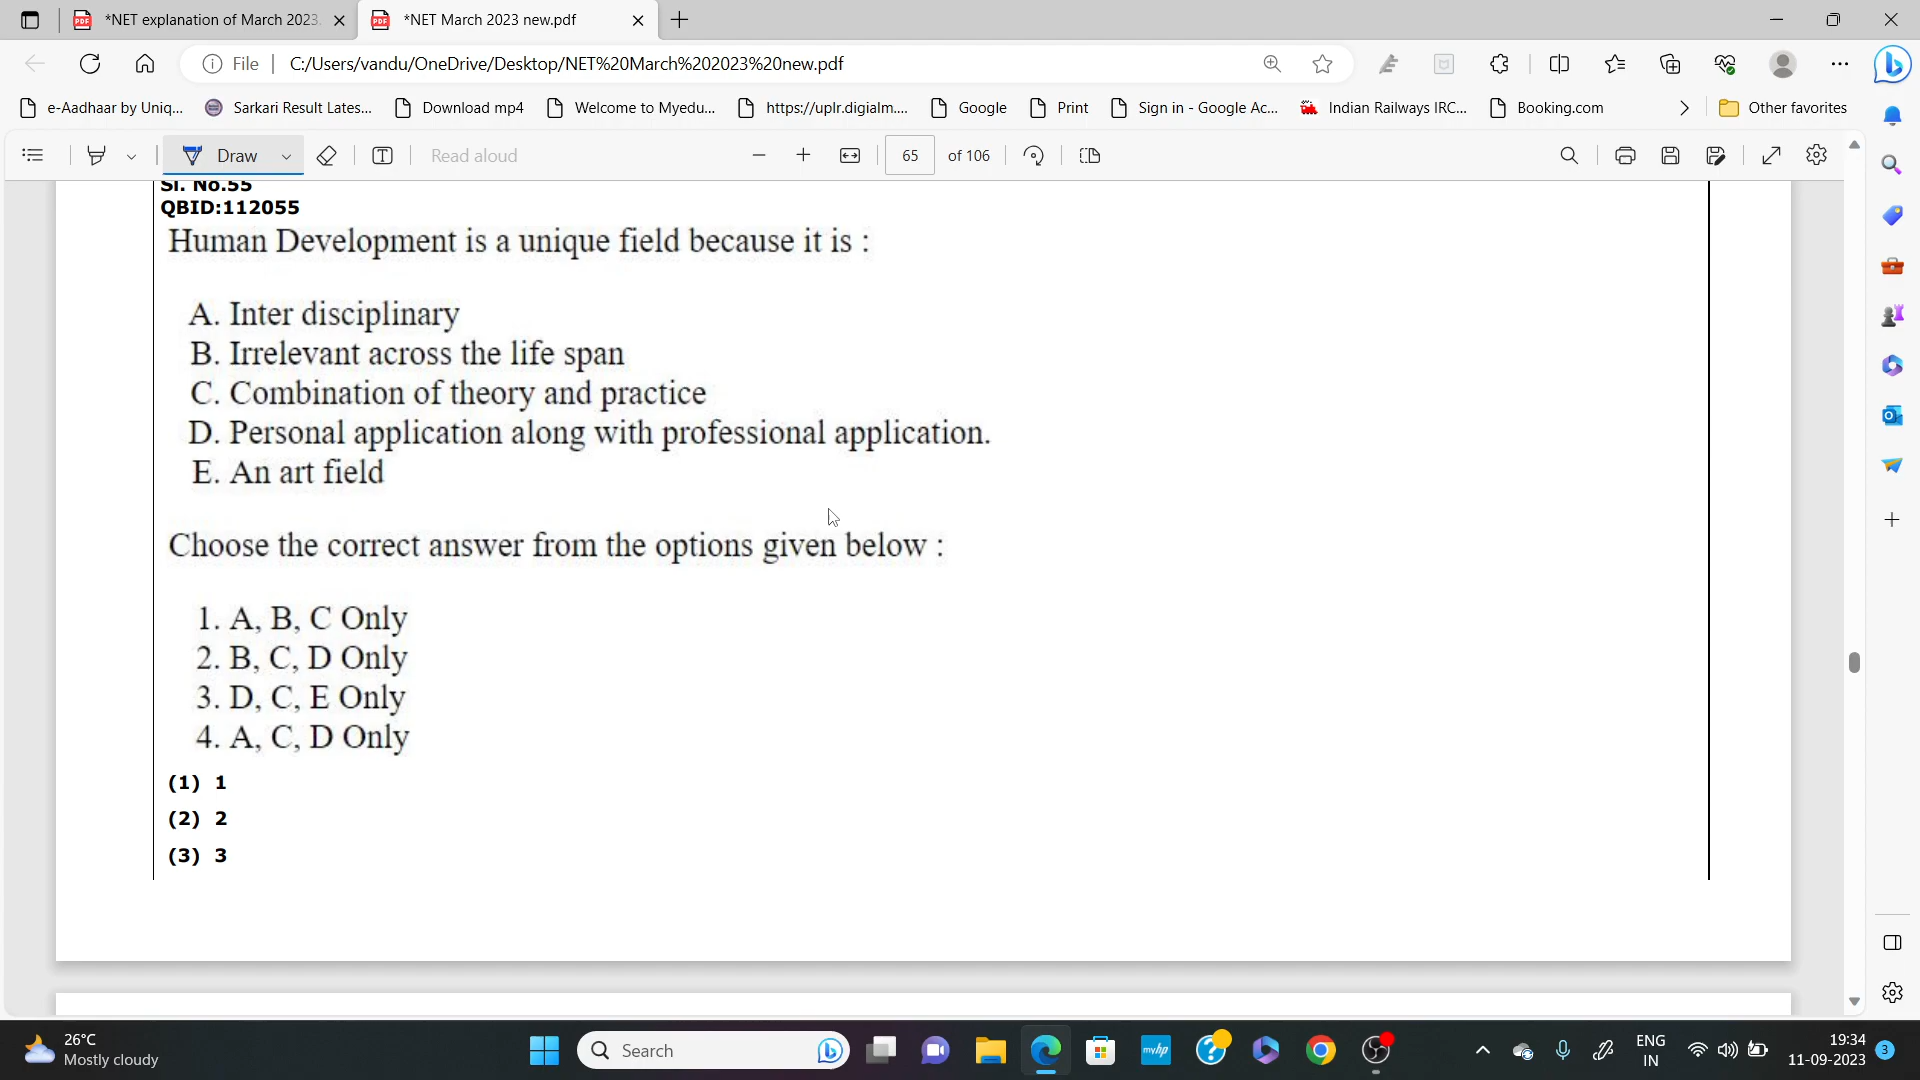 *NET explanation of March 2023.
*NET March 2023 new.pdf
File
C:/Users/vandu/OneDrive/Desktop/NET%20March%202023%20new.pdf
e-Aadhaar by Uniq...
Sarkari Result Lates...
Download mp4
Welcome to Myedu...
https://uplr.digialm....
Google
Print
Sign in - Google Ac...
Indian Railways IRC...
Booking.com
Other favorites
Draw
Read aloud
65
of 106
Sl. No.55
QBID:112055
Human Development is a unique field because it is :
A. Inter disciplinary
B. Irrelevant across the life span
C. Combination of theory and practice
D. Personal application along with professional application.
E. An art field
Choose the correct answer from the options given below :
1. A, B, C Only
2. B, C, D Only
3. D, C, E Only
4. A, C, D Only
(1) 1
(2) 2
(3) 3
26°C
Mostly cloudy
Search
myhp
ENG
IN
19:34
11-09-2023
3